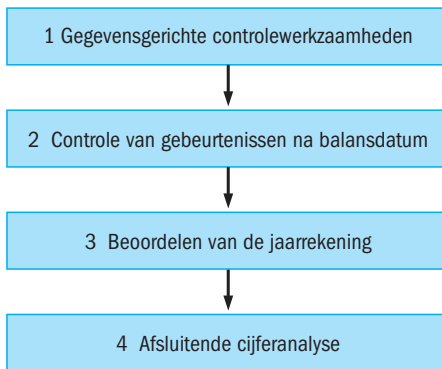 1 Gegevensgerichte controlewerkzaamheden
2 Controle van gebeurtenissen na balansdatum
3 Beoordelen van de jaarrekening
4 Afsluitende cijferanalyse